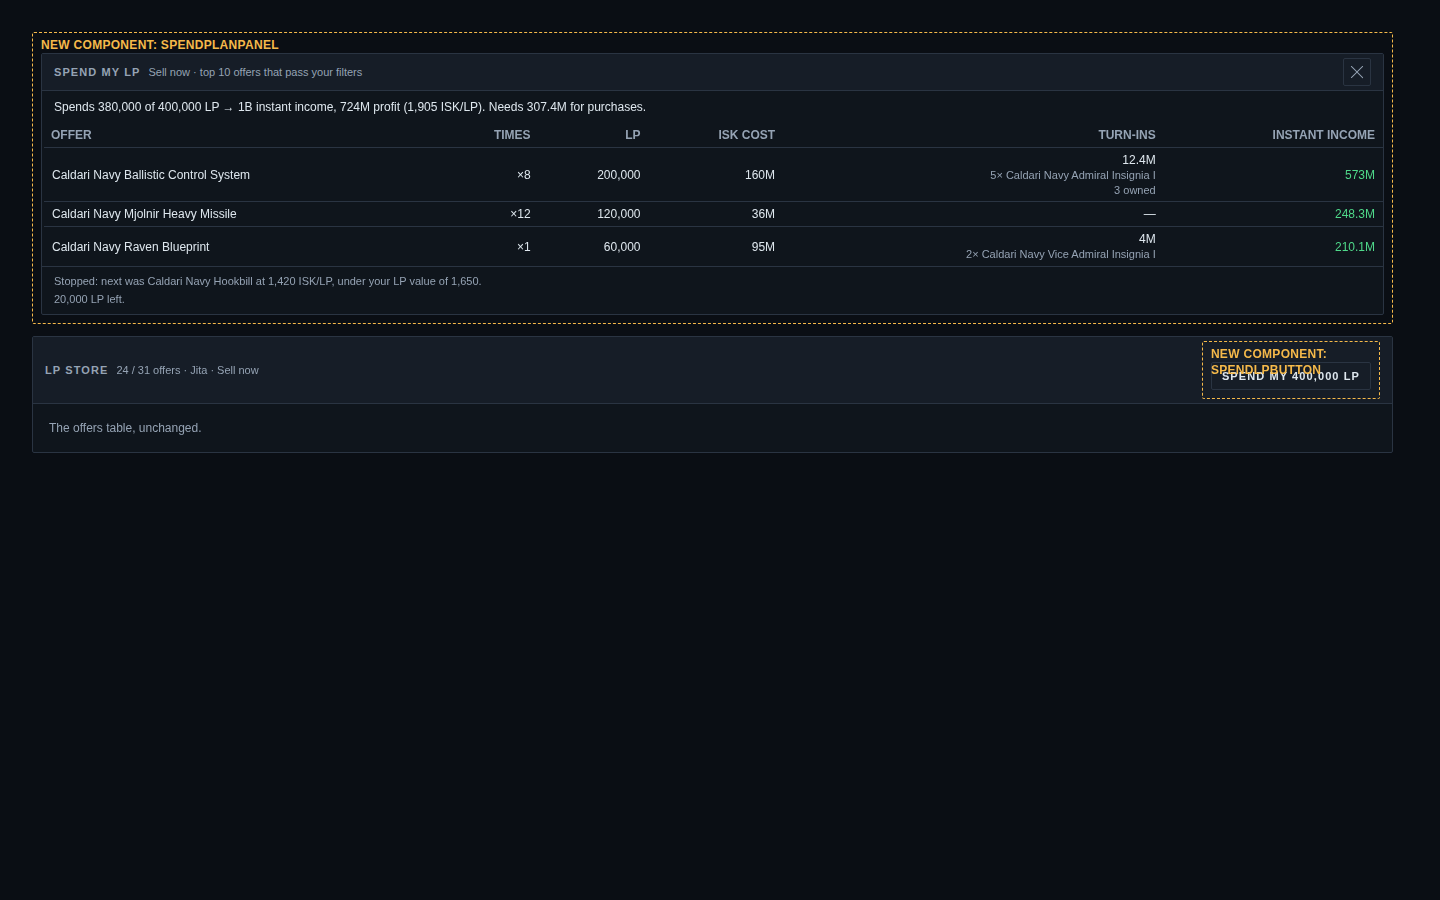 NEW COMPONENT: SPENDPLANPANEL
SPEND MY LP Sell now · top 10 offers that pass your filters
Spends 380,000 of 400,000 LP → 1B instant income, 724M profit (1,905 ISK/LP). Needs 307.4M for purchases.
OFFER TIMES LP ISK COST TURN-INS INSTANT INCOME
Caldari Navy Ballistic Control System ×8 200,000 160M 12.4M 573M
5× Caldari Navy Admiral Insignia I
3 owned
Caldari Navy Mjolnir Heavy Missile ×12 120,000 36M — 248.3M
Caldari Navy Raven Blueprint ×1 60,000 95M 4M 210.1M
2× Caldari Navy Vice Admiral Insignia I
Stopped: next was Caldari Navy Hookbill at 1,420 ISK/LP, under your LP value of 1,650.
20,000 LP left.
LP STORE 24 / 31 offers · Jita · Sell now
NEW COMPONENT:
SPENDLPBUTTON
SPEND MY 400,000 LP
The offers table, unchanged.